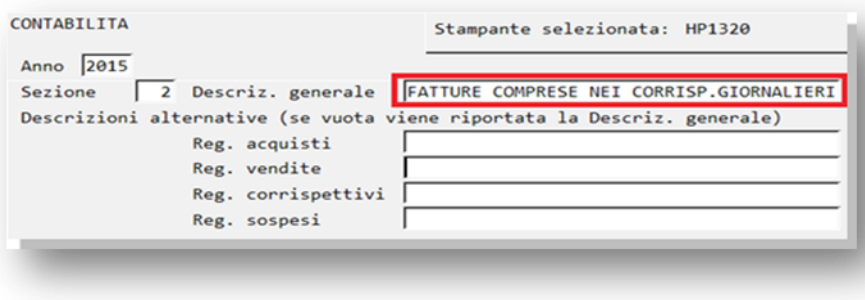 CONTABILITA Stampante selezionata: HP1320
Anno 2015
Sezione 2 Descriz. generale FATTURE COMPRESE NEI CORRISP.GIORNALIERI
Descrizioni alternative (se vuota viene riportata la Descriz. generale)
Reg. acquisti
Reg. vendite
Reg. corrispettivi
Reg. sospesi